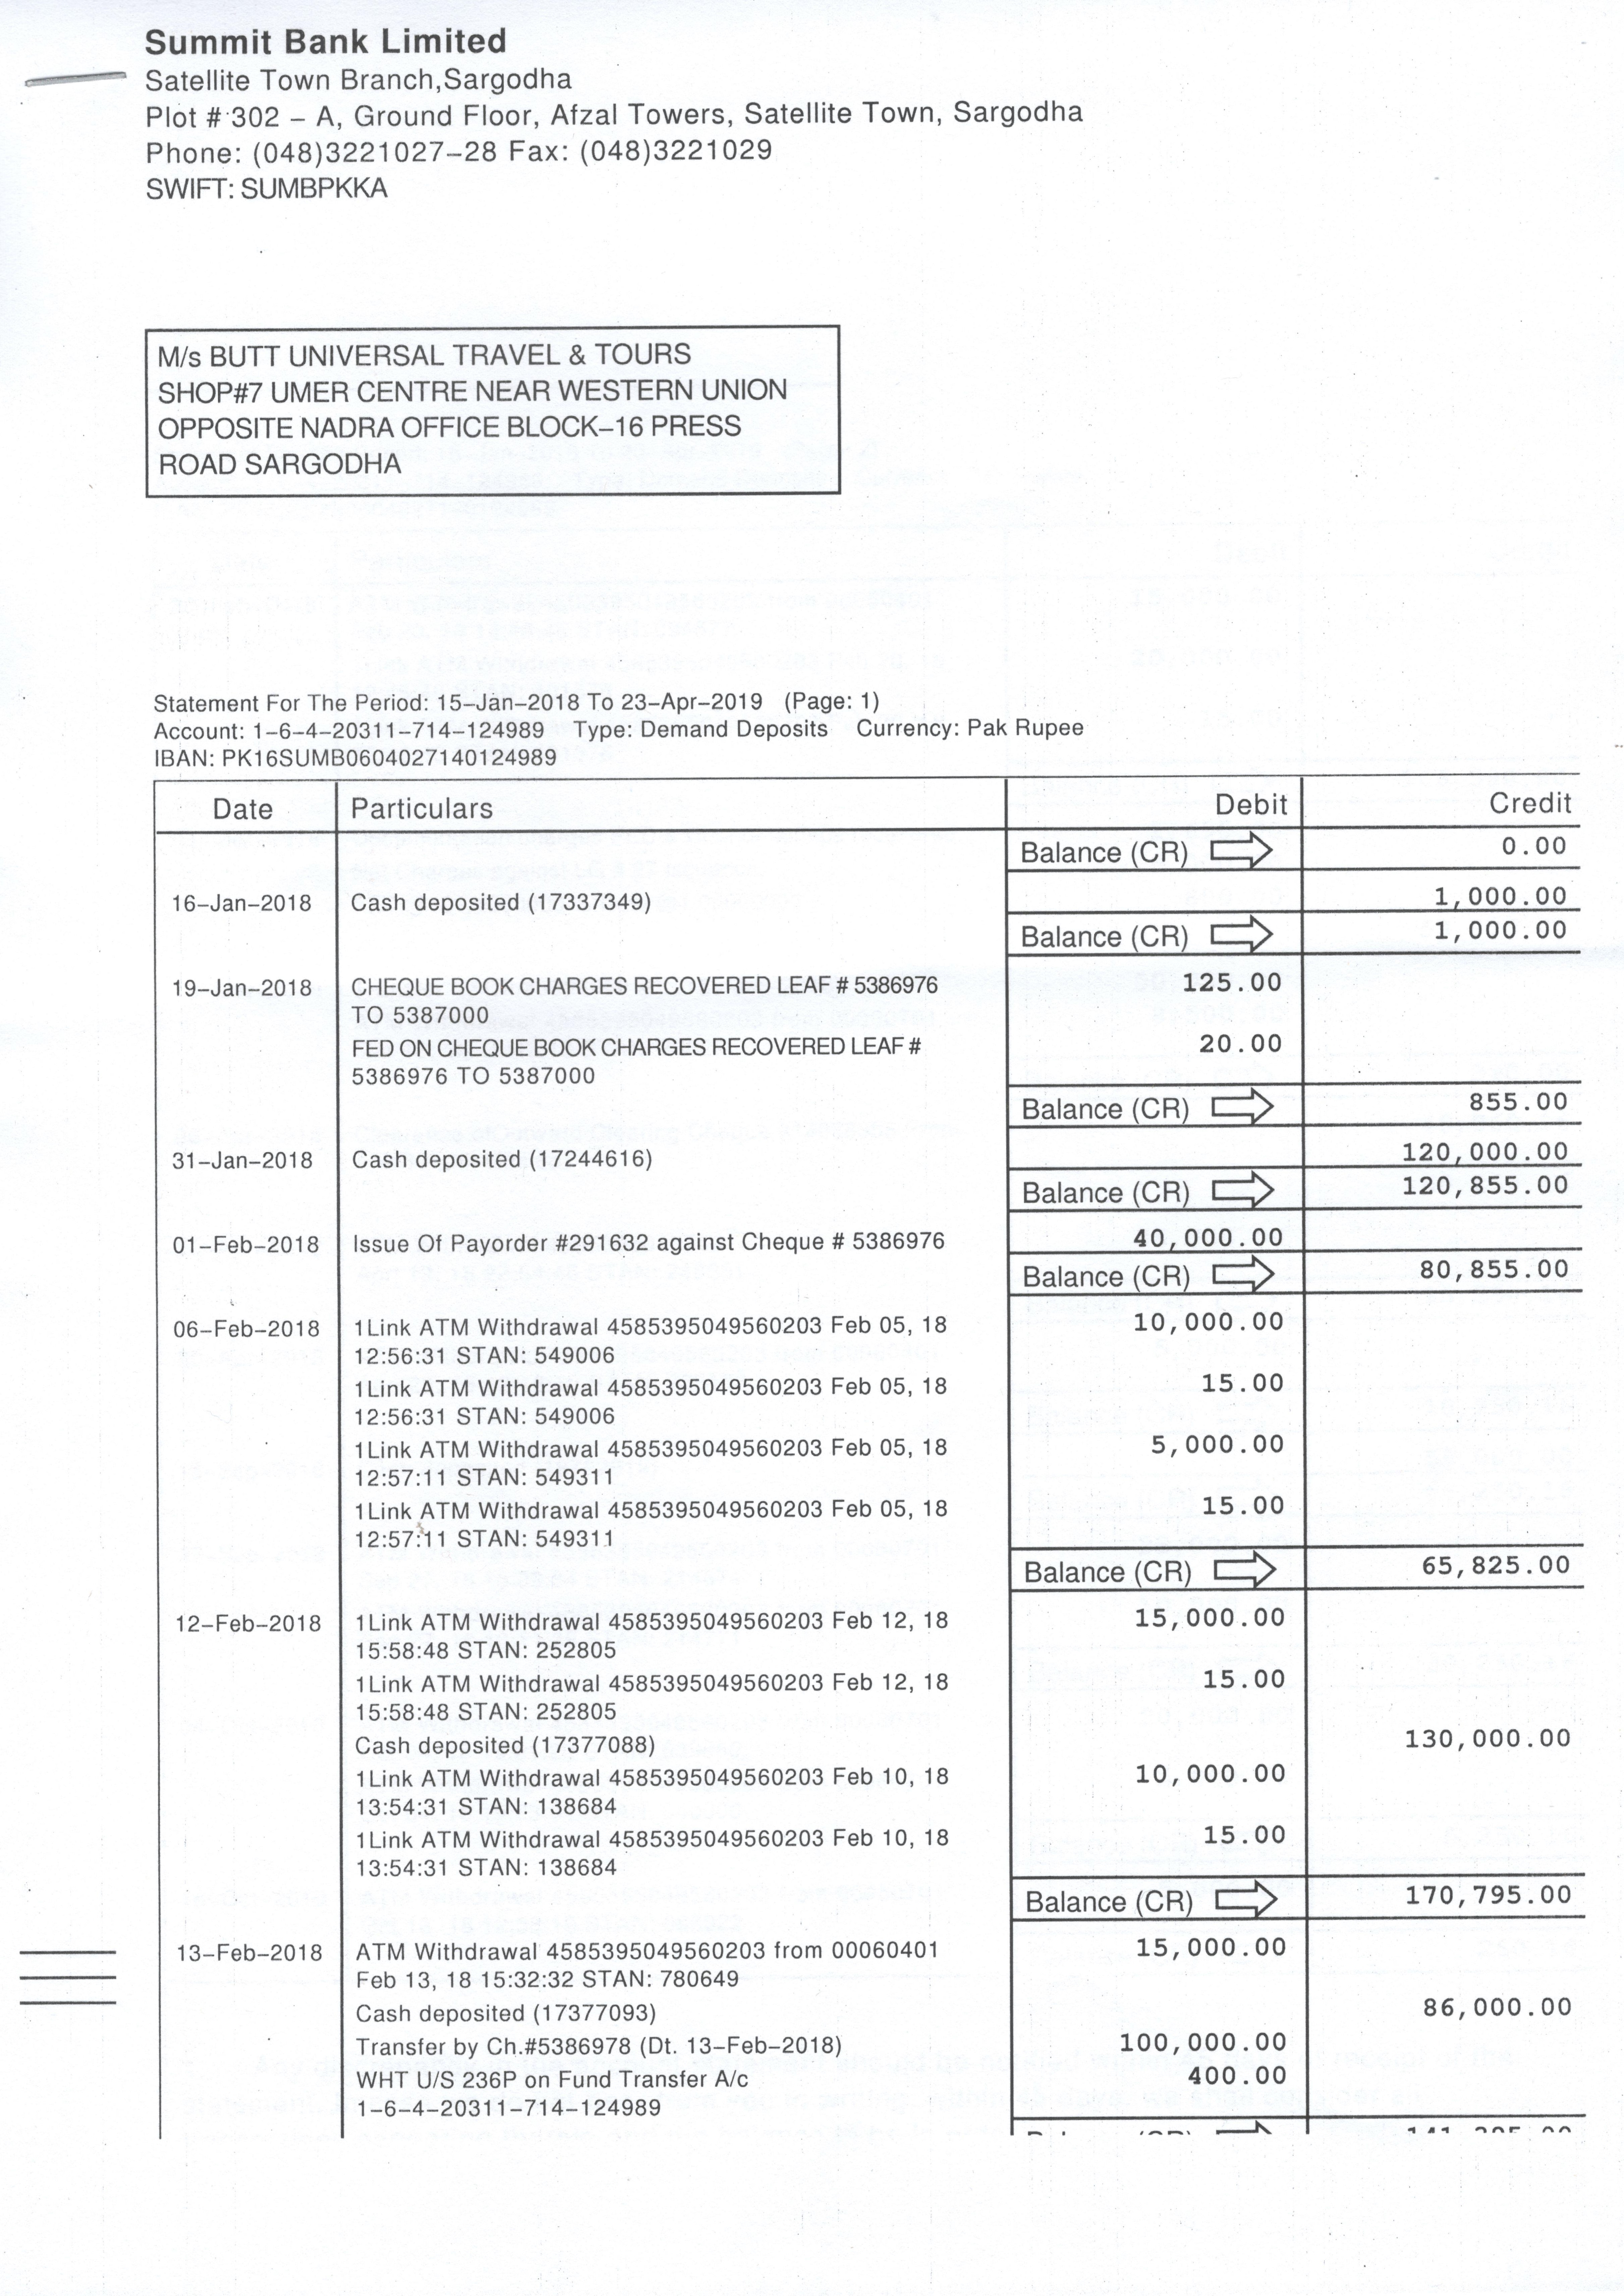 Summit Bank Limited
Satellite Town Branch,Sargodha
Plot # 302 – A, Ground Floor, Afzal Towers, Satellite Town, Sargodha
Phone: (048)3221027–28 Fax: (048)3221029
SWIFT: SUMBPKKA
M/s BUTT UNIVERSAL TRAVEL & TOURS
SHOP#7 UMER CENTRE NEAR WESTERN UNION
OPPOSITE NADRA OFFICE BLOCK–16 PRESS
ROAD SARGODHA
Statement For The Period: 15–Jan–2018 To 23–Apr–2019 (Page: 1)
Account: 1–6–4–20311–714–124989 Type: Demand Deposits Currency: Pak Rupee
IBAN: PK16SUMB0604027140124989
Date Particulars Debit Credit
Balance (CR) 0.00
16–Jan–2018 Cash deposited (17337349) 1,000.00
Balance (CR) 1,000.00
19–Jan–2018 CHEQUE BOOK CHARGES RECOVERED LEAF # 5386976 125.00
TO 5387000
FED ON CHEQUE BOOK CHARGES RECOVERED LEAF # 20.00
5386976 TO 5387000
Balance (CR) 855.00
31–Jan–2018 Cash deposited (17244616) 120,000.00
Balance (CR) 120,855.00
01–Feb–2018 Issue Of Payorder #291632 against Cheque # 5386976 40,000.00
Balance (CR) 80,855.00
06–Feb–2018 1Link ATM Withdrawal 4585395049560203 Feb 05, 18 10,000.00
12:56:31 STAN: 549006
1Link ATM Withdrawal 4585395049560203 Feb 05, 18 15.00
12:56:31 STAN: 549006
1Link ATM Withdrawal 4585395049560203 Feb 05, 18 5,000.00
12:57:11 STAN: 549311
1Link ATM Withdrawal 4585395049560203 Feb 05, 18 15.00
12:57:11 STAN: 549311
Balance (CR) 65,825.00
12–Feb–2018 1Link ATM Withdrawal 4585395049560203 Feb 12, 18 15,000.00
15:58:48 STAN: 252805
1Link ATM Withdrawal 4585395049560203 Feb 12, 18 15.00
15:58:48 STAN: 252805
Cash deposited (17377088) 130,000.00
1Link ATM Withdrawal 4585395049560203 Feb 10, 18 10,000.00
13:54:31 STAN: 138684
1Link ATM Withdrawal 4585395049560203 Feb 10, 18 15.00
13:54:31 STAN: 138684
Balance (CR) 170,795.00
13–Feb–2018 ATM Withdrawal 4585395049560203 from 00060401 15,000.00
Feb 13, 18 15:32:32 STAN: 780649
Cash deposited (17377093) 86,000.00
Transfer by Ch.#5386978 (Dt. 13–Feb–2018) 100,000.00
WHT U/S 236P on Fund Transfer A/c 400.00
1–6–4–20311–714–124989